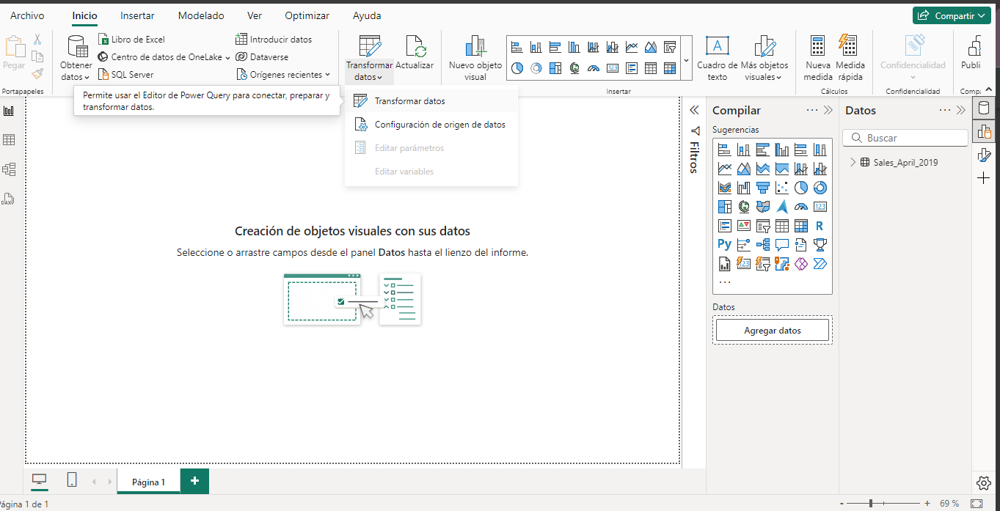 Archivo
Inicio
Insertar
Modelado
Ver
Optimizar
Ayuda
Compartir
Pegar
Portapapeles
Obtener
datos
Libro de Excel
Centro de datos de OneLake
SQL Server
Introducir datos
Dataverse
Orígenes recientes
Transformar
datos
Actualizar
Nuevo objeto
visual
Cuadro de
texto
Más objetos
visuales
Insertar
Nueva
medida
Medida
rápida
Cálculos
Confidencialidad
Confidencialidad
Publi
Comp
Permite usar el Editor de Power Query para conectar, preparar y
transformar datos.
Transformar datos
Configuración de origen de datos
Editar parámetros
Editar variables
Creación de objetos visuales con sus datos
Seleccione o arrastre campos desde el panel Datos hasta el lienzo del informe.
Filtros
Compilar
Sugerencias
123
R
Py
123
Datos
Agregar datos
Datos
Buscar
Sales_April_2019
DAX
Página 1
Página 1 de 1
- + 69 %